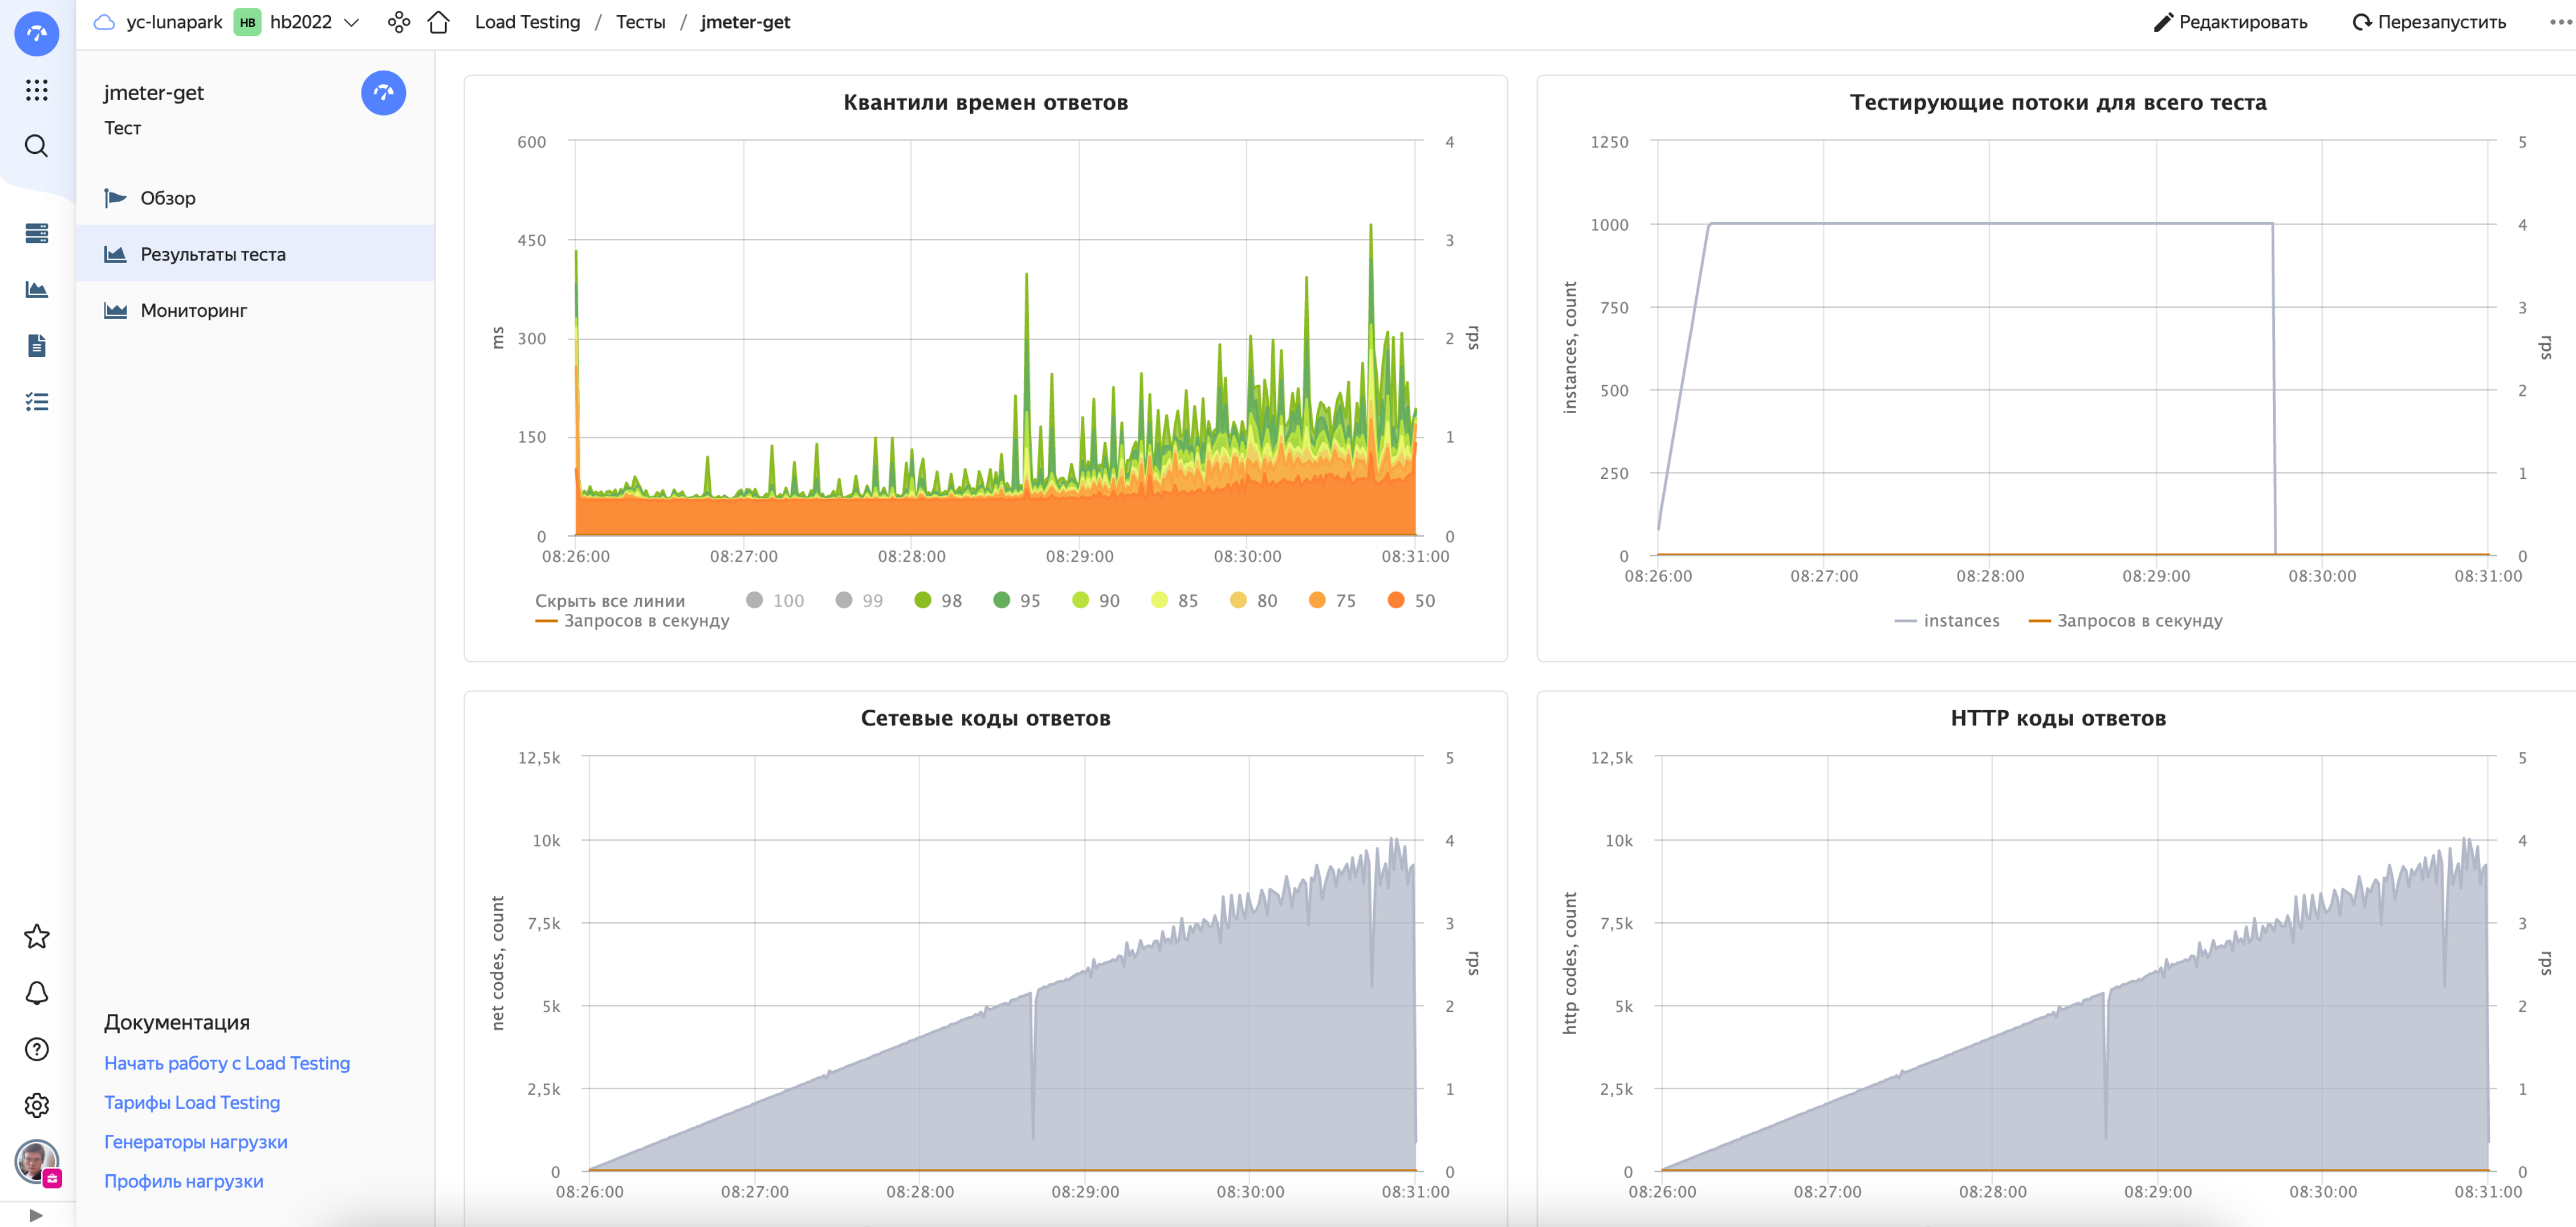 yc-lunapark HB hb2022 Load Testing / Тесты / jmeter-get Редактировать Перезапустить
jmeter-get
Тест
Обзор
Результаты теста
Мониторинг
Документация
Начать работу с Load Testing
Тарифы Load Testing
Генераторы нагрузки
Профиль нагрузки
Квантили времен ответов
600 4
450 3
300 2
150 1
0 0
ms
rps
08:26:00 08:27:00 08:28:00 08:29:00 08:30:00 08:31:00
Скрыть все линии 100 99 98 95 90 85 80 75 50
Запросов в секунду
Тестирующие потоки для всего теста
1250 5
1000 4
750 3
500 2
250 1
0 0
instances, count
rps
08:26:00 08:27:00 08:28:00 08:29:00 08:30:00 08:31:00
instances Запросов в секунду
Сетевые коды ответов
12,5k 5
10k 4
7,5k 3
5k 2
2,5k 1
0 0
net codes, count
rps
08:26:00 08:27:00 08:28:00 08:29:00 08:30:00 08:31:00
HTTP коды ответов
12,5k 5
10k 4
7,5k 3
5k 2
2,5k 1
0 0
http codes, count
rps
08:26:00 08:27:00 08:28:00 08:29:00 08:30:00 08:31:00